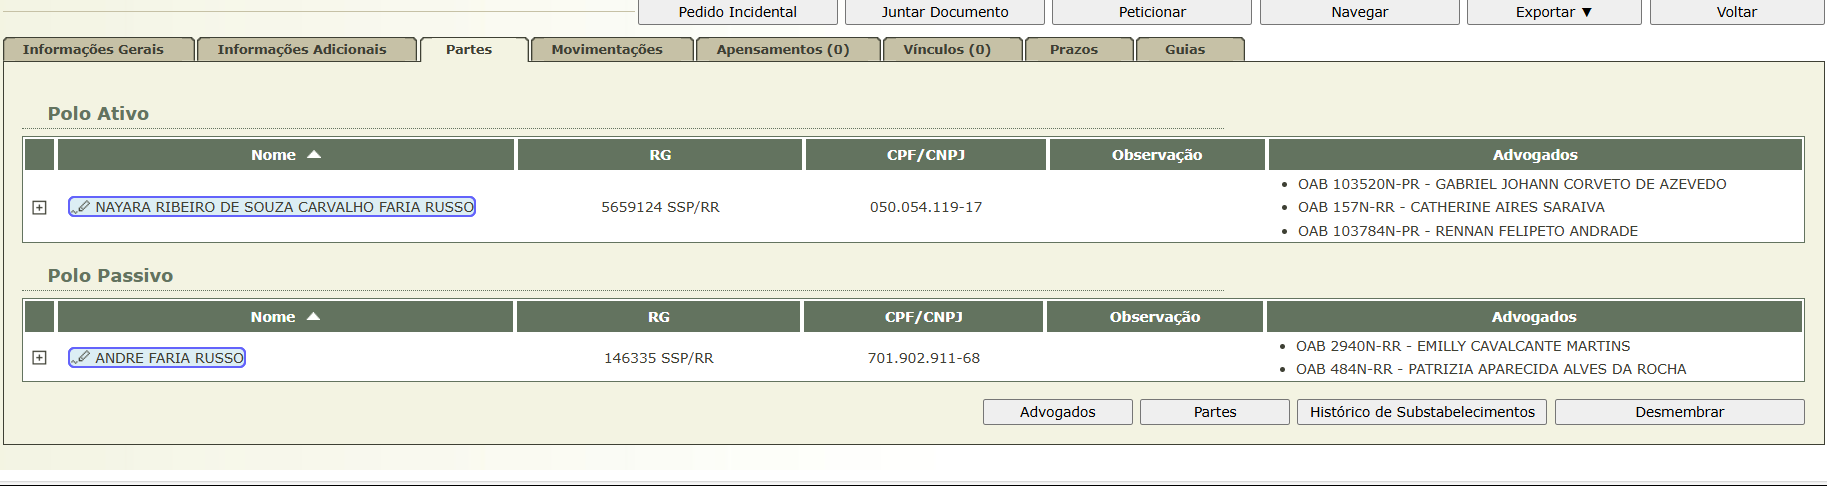 Pedido Incidental Juntar Documento Peticionar Navegar Exportar ▼ Voltar
Informações Gerais Informações Adicionais Partes Movimentações Apensamentos (0) Vínculos (0) Prazos Guias
Polo Ativo
Nome RG CPF/CNPJ Observação Advogados
NAYARA RIBEIRO DE SOUZA CARVALHO FARIA RUSSO 5659124 SSP/RR 050.054.119-17
• OAB 103520N-PR - GABRIEL JOHANN CORVETO DE AZEVEDO
• OAB 157N-RR - CATHERINE AIRES SARAIVA
• OAB 103784N-PR - RENNAN FELIPETO ANDRADE
Polo Passivo
Nome RG CPF/CNPJ Observação Advogados
ANDRE FARIA RUSSO 146335 SSP/RR 701.902.911-68
• OAB 2940N-RR - EMILLY CAVALCANTE MARTINS
• OAB 484N-RR - PATRIZIA APARECIDA ALVES DA ROCHA
Advogados Partes Histórico de Substabelecimentos Desmembrar